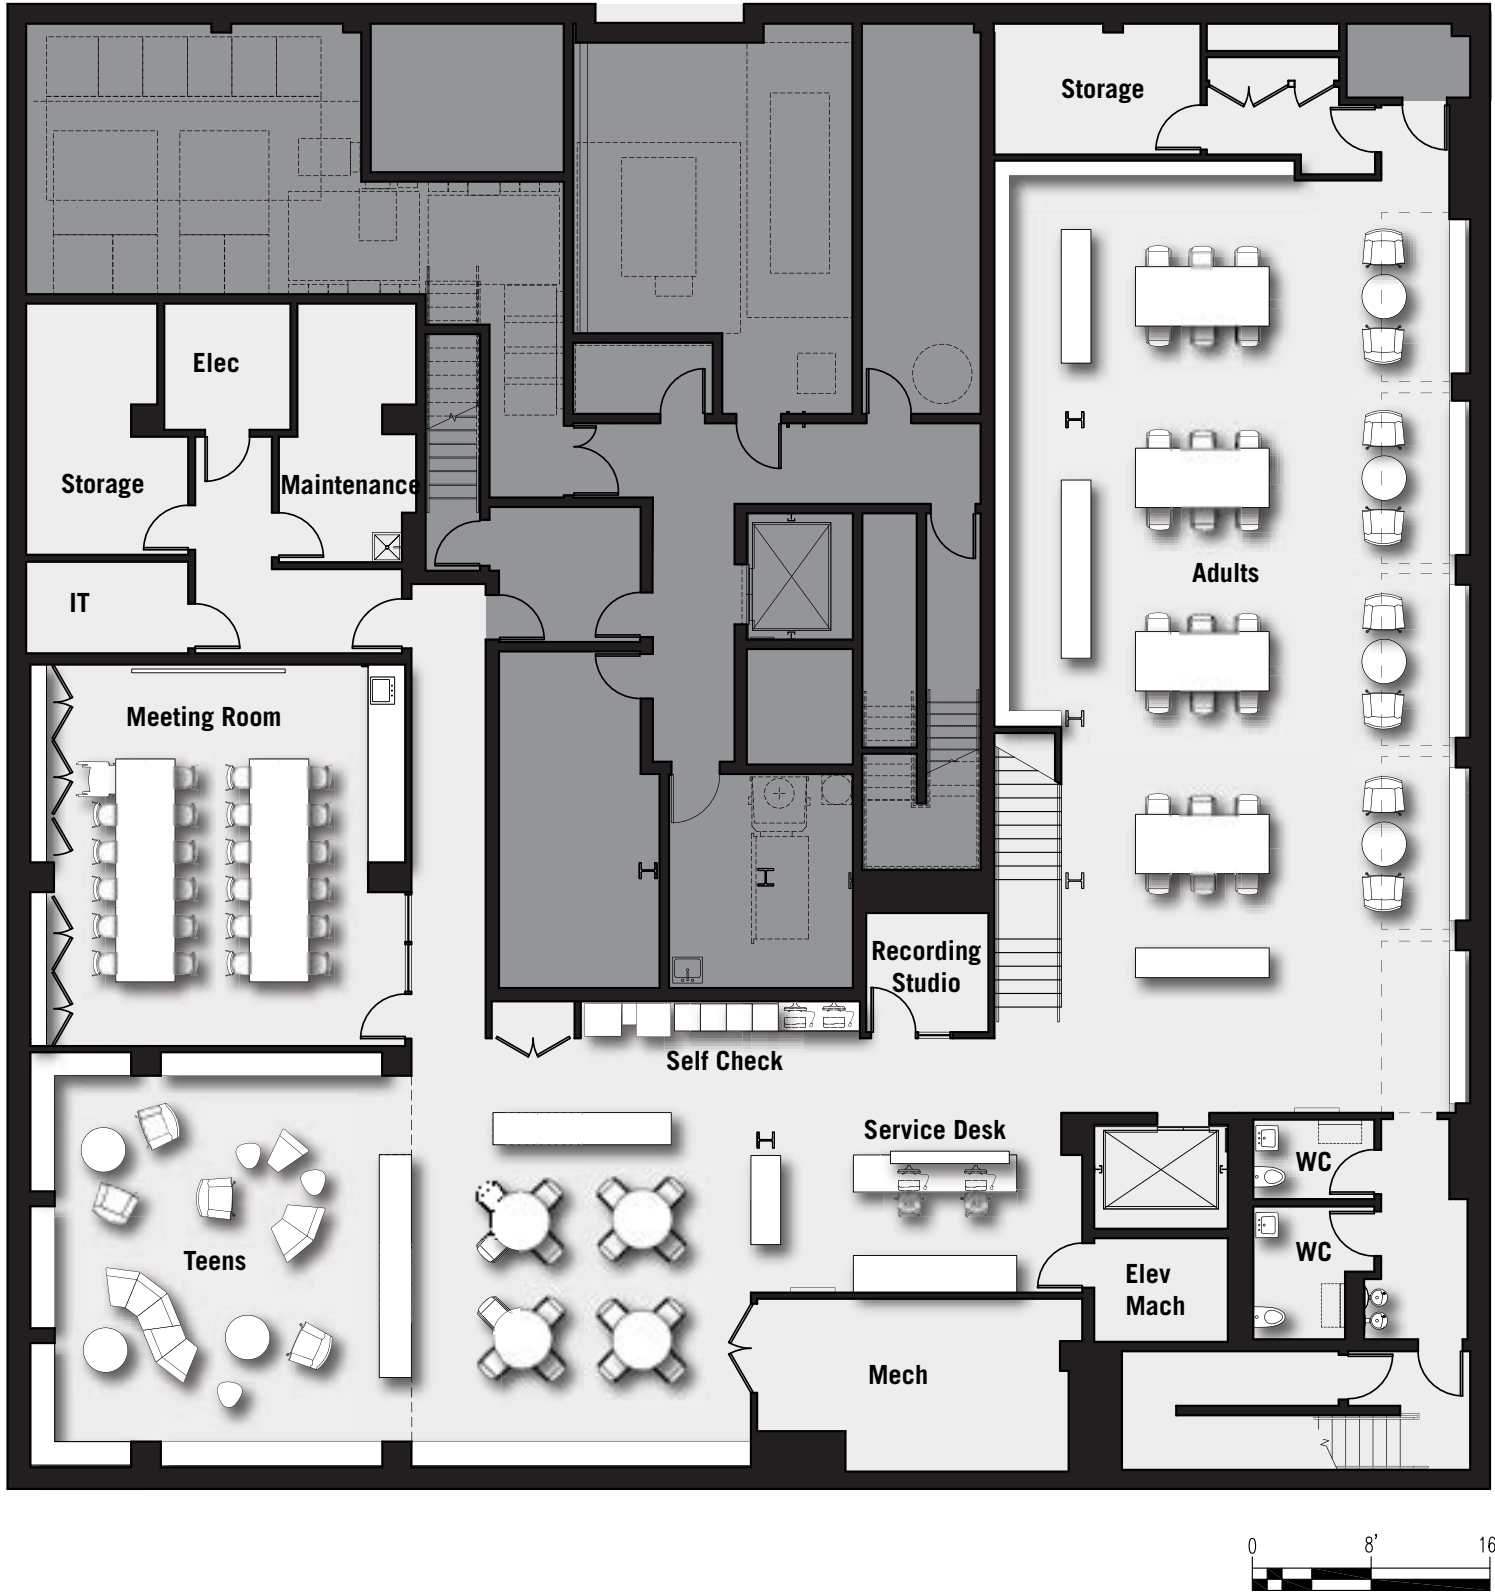 Storage
Elec
Storage
Maintenance
Adults
IT
Meeting Room
Recording
Studio
Self Check
Service Desk
WC
WC
Teens
Elev
Mach
Mech
0
8'
16